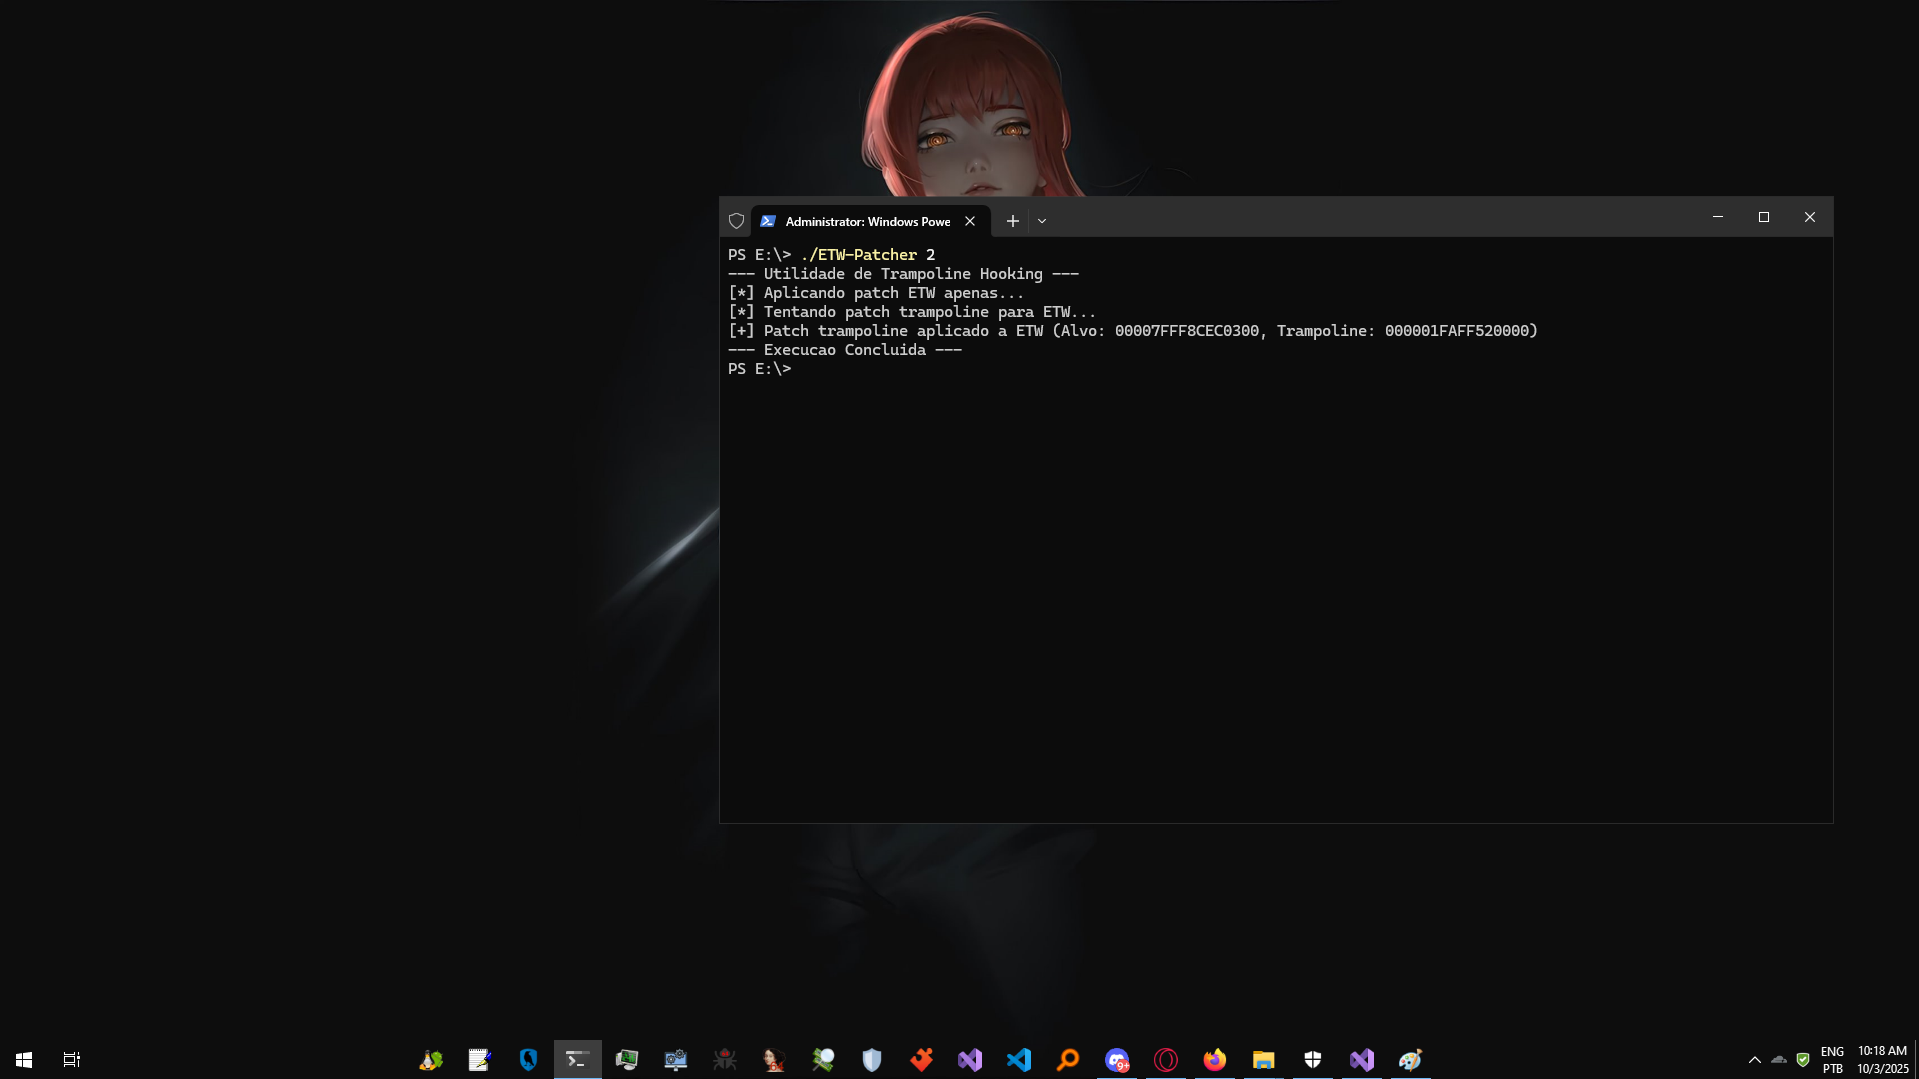 Administrator: Windows Powe
PS E:\> ./ETW-Patcher 2
--- Utilidade de Trampoline Hooking ---
[*] Aplicando patch ETW apenas...
[*] Tentando patch trampoline para ETW...
[+] Patch trampoline aplicado a ETW (Alvo: 00007FFF8CEC0300, Trampoline: 000001FAFF520000)
--- Execucao Concluida ---
PS E:\>
9+
ENG
PTB
10:18 AM
10/3/2025